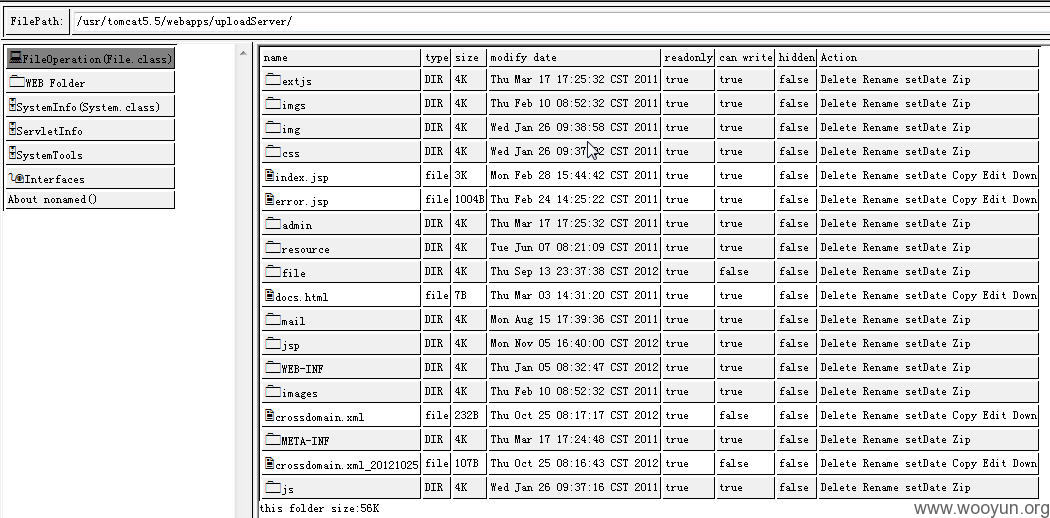 FilePath: /usr/tomcat5.5/webapps/uploadServer/
FileOperation(File.class)
WEB Folder
SystemInfo(System.class)
ServletInfo
SystemTools
Interfaces
About nonamed()
name type size modify date readonly can write hidden Action
extjs DIR 4K Thu Mar 17 17:25:32 CST 2011 true true false Delete Rename setDate Zip
imgs DIR 4K Thu Feb 10 08:52:32 CST 2011 true true false Delete Rename setDate Zip
img DIR 4K Wed Jan 26 09:38:58 CST 2011 true true false Delete Rename setDate Zip
css DIR 4K Wed Jan 26 09:37:32 CST 2011 true true false Delete Rename setDate Zip
index.jsp file 3K Mon Feb 28 15:44:42 CST 2011 true true false Delete Rename setDate Copy Edit Down
error.jsp file 1004B Thu Feb 24 14:25:22 CST 2011 true true false Delete Rename setDate Copy Edit Down
admin DIR 4K Thu Mar 17 17:25:32 CST 2011 true true false Delete Rename setDate Zip
resource DIR 4K Tue Jun 07 08:21:09 CST 2011 true true false Delete Rename setDate Zip
file DIR 4K Thu Sep 13 23:37:38 CST 2012 true false false Delete Rename setDate Zip
docs.html file 7B Thu Mar 03 14:31:20 CST 2011 true true false Delete Rename setDate Copy Edit Down
mail DIR 4K Mon Aug 15 17:39:36 CST 2011 true true false Delete Rename setDate Zip
jsp DIR 4K Mon Nov 05 16:40:00 CST 2012 true true false Delete Rename setDate Zip
WEB-INF DIR 4K Thu Jan 05 08:32:47 CST 2012 true true false Delete Rename setDate Zip
images DIR 4K Thu Feb 10 08:52:32 CST 2011 true true false Delete Rename setDate Zip
crossdomain.xml file 232B Thu Oct 25 08:17:17 CST 2012 true false false Delete Rename setDate Copy Edit Down
META-INF DIR 4K Thu Mar 17 17:24:48 CST 2011 true true false Delete Rename setDate Zip
crossdomain.xml_20121025 file 107B Thu Oct 25 08:16:43 CST 2012 true false false Delete Rename setDate Copy Edit Down
js DIR 4K Wed Jan 26 09:37:16 CST 2011 true true false Delete Rename setDate Zip
this folder size:56K
www.wooyun.org